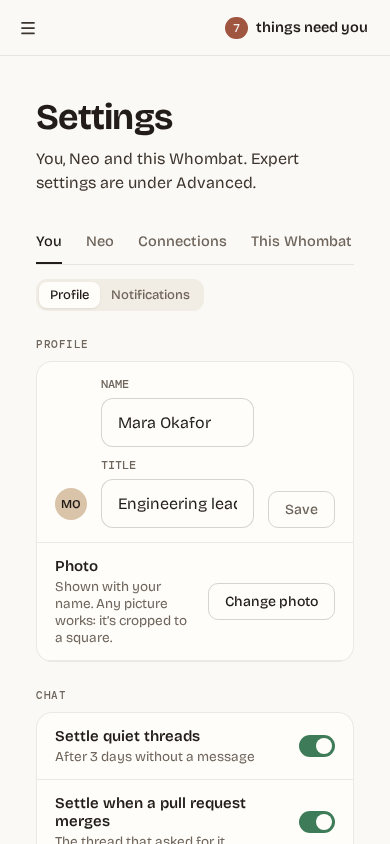 ☰
7 things need you
Settings
You, Neo and this Whombat. Expert
settings are under Advanced.
You Neo Connections This Whombat
Profile Notifications
PROFILE
NAME
Mara Okafor
TITLE
MO Engineering lead Save
Photo
Shown with your
name. Any picture
works: it's cropped to
a square.
Change photo
CHAT
Settle quiet threads
After 3 days without a message
Settle when a pull request
merges
The thread that asked for it